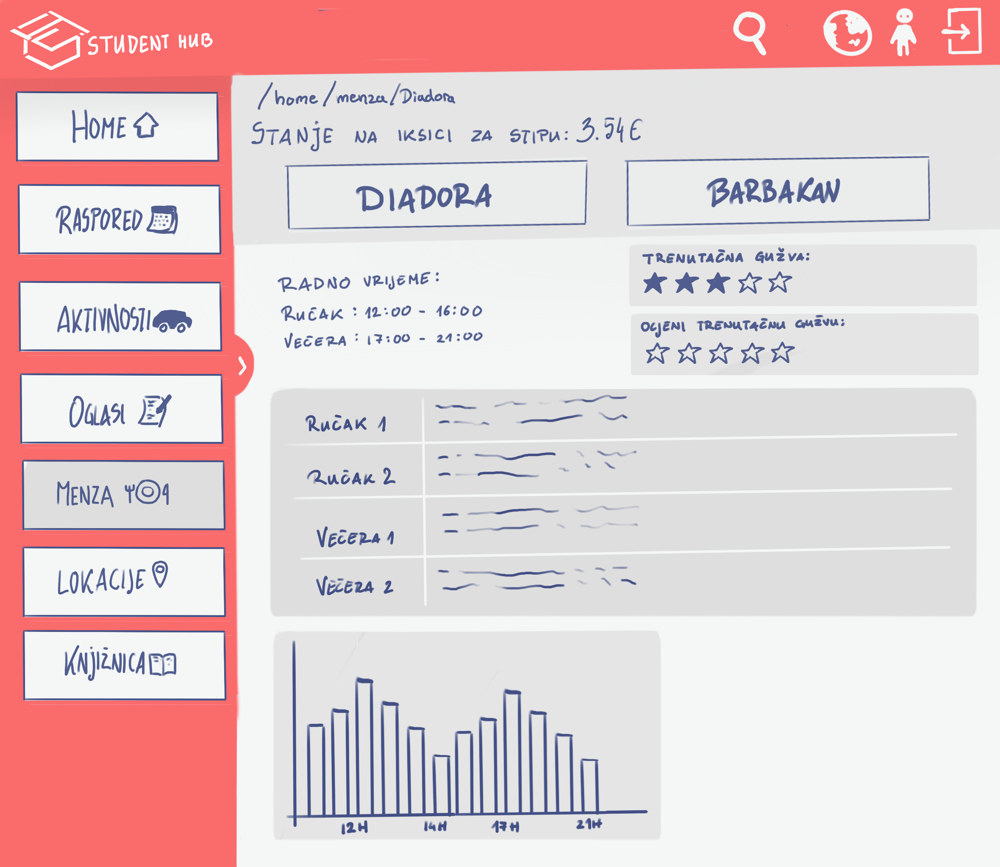 STUDENT HUB
HOME
RASPORED
AKTIVNOSTI
OGLASI
MENZA
LOKACIJE
KNJIŽNICA
/home/menza/Diadora
STANJE NA IKSICI ZA STIPU: 3.54€
DIADORA
BARBAKAN
RADNO VRIJEME:
RUČAK : 12:00 - 16:00
VEČERA : 17:00 - 21:00
TRENUTAČNA GUŽVA:
OCJENI TRENUTAČNU GUŽVU:
RUČAK 1
RUČAK 2
VEČERA 1
VEČERA 2
12H 14H 17H 21H